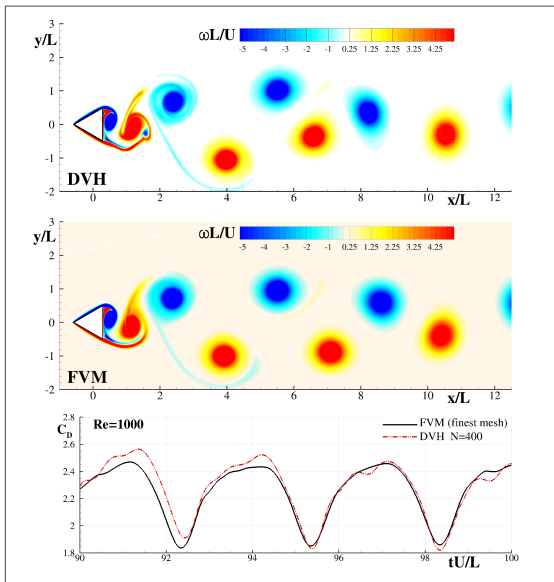 3
y/L
ωL/U
-5 -4 -3 -2 -1 0.25 1.25 2.25 3.25 4.25
2
1
0
-1
DVH
-2
0 2 4 6 8 10 12
x/L
3
y/L
ωL/U
-5 -4 -3 -2 -1 0.25 1.25 2.25 3.25 4.25
2
1
0
-1
FVM
-2
0 2 4 6 8 10 12
x/L
2.8
C_D
Re=1000
FVM (finest mesh)
DVH N=400
2.6
2.4
2.2
2.0
1.8
90 92 94 96 98 100
tU/L